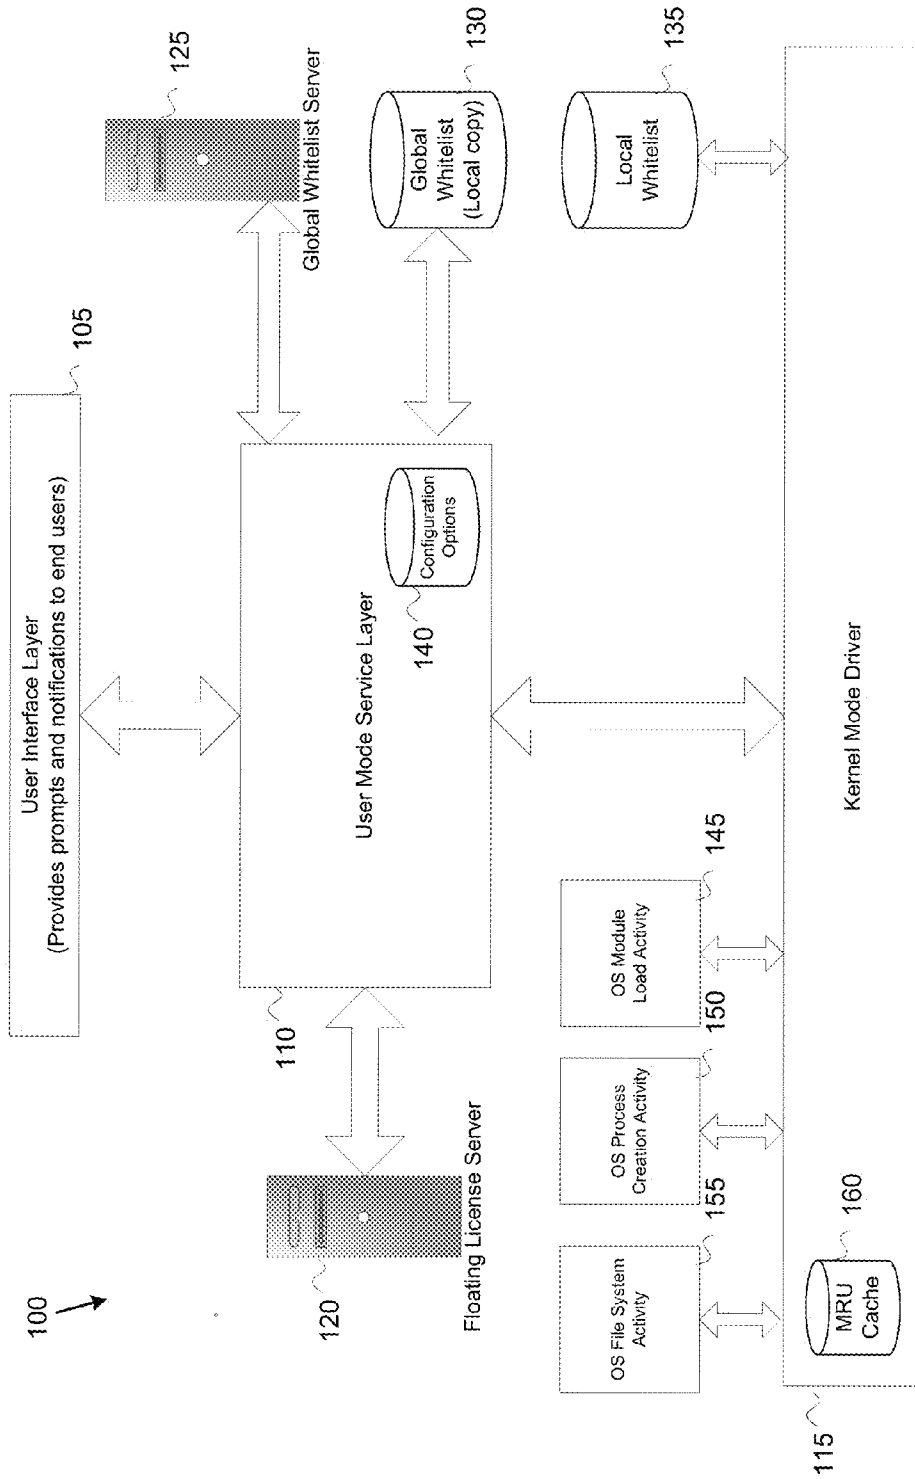 100
User Interface Layer
(Provides prompts and notifications to end users)
105
120
Floating License Server
110
User Mode Service Layer
140
Configuration
Options
125
Global Whitelist Server
130
Global
Whitelist
(Local copy)
135
Local
Whitelist
OS File System
Activity
155
OS Process
Creation Activity
150
OS Module
Load Activity
145
115
MRU
Cache
160
Kernel Mode Driver